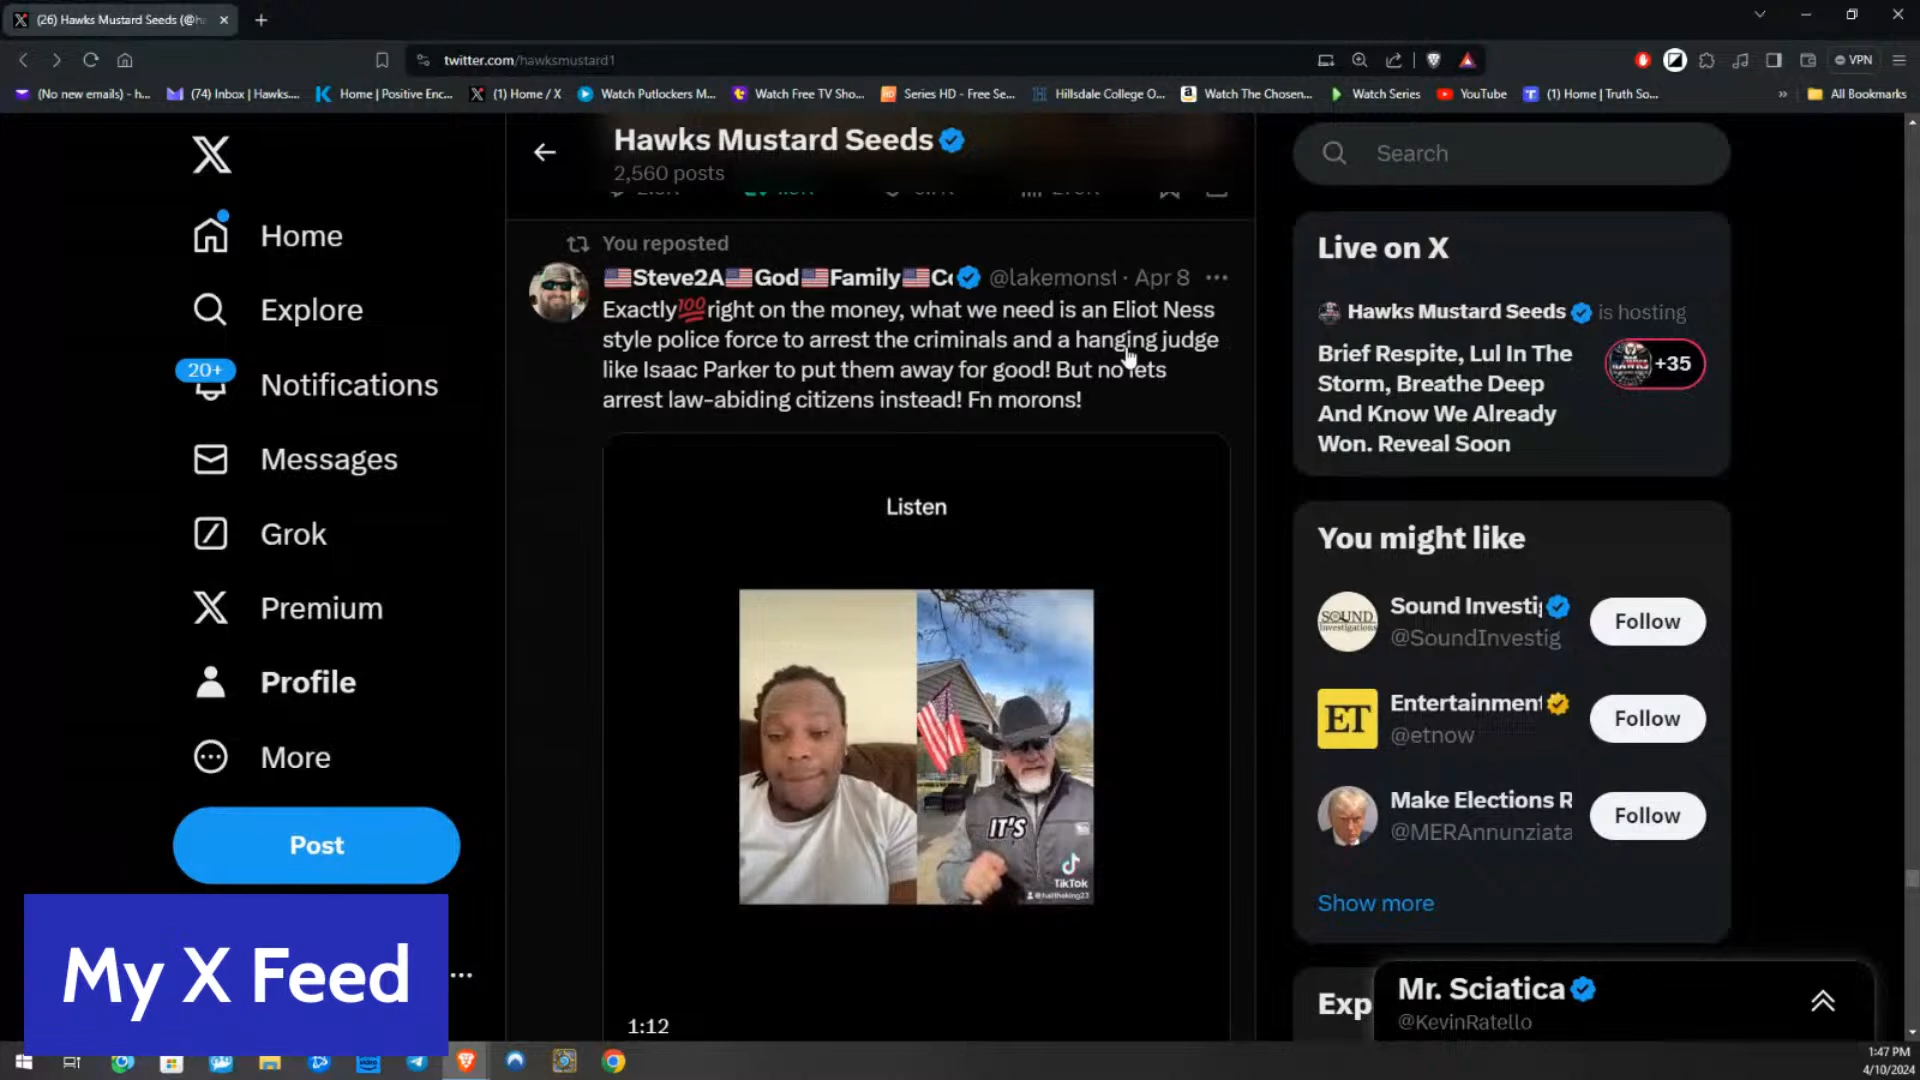 (26) Hawks Mustard Seeds (@h
twitter.com/hawksmustard1
VPN
(No new emails) - h...
(74) Inbox | Hawks....
Home | Positive Enc...
(1) Home / X
Watch Putlockers M...
Watch Free TV Sho...
Series HD - Free Se...
Hillsdale College O...
Watch The Chosen...
Watch Series
YouTube
(1) Home | Truth So...
»
All Bookmarks
Home
Explore
20+
Notifications
Messages
Grok
Premium
Profile
More
Post
My X Feed
Hawks Mustard Seeds
2,560 posts
You reposted
🇺🇸Steve2A🇺🇸God🇺🇸Family🇺🇸C @lakemonst · Apr 8
Exactly💯right on the money, what we need is an Eliot Ness
style police force to arrest the criminals and a hanging judge
like Isaac Parker to put them away for good! But no lets
arrest law-abiding citizens instead! Fn morons!
Listen
IT'S
TikTok
1:12
Search
Live on X
Hawks Mustard Seeds is hosting
Brief Respite, Lul In The
Storm, Breathe Deep
And Know We Already
Won. Reveal Soon
+35
You might like
SOUND
Investigations
Sound Investig
@SoundInvestig
Follow
ET
Entertainment
@etnow
Follow
Make Elections R
@MERAnnunziata
Follow
Show more
Exp
Mr. Sciatica
@KevinRatello
1:47 PM
4/10/2024